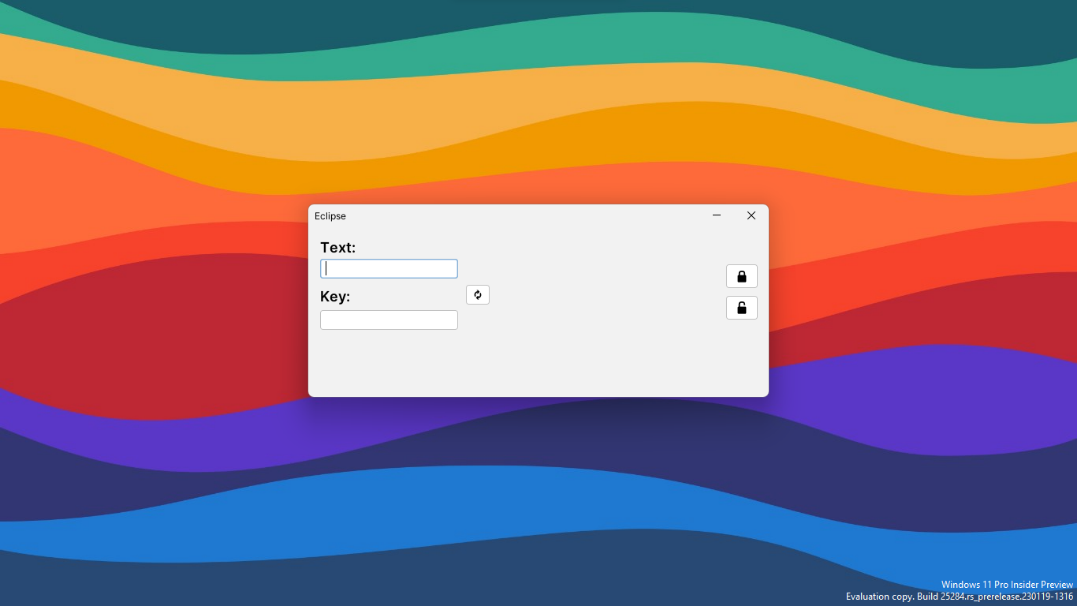 Eclipse
Text:
Key:
Windows 11 Pro Insider Preview
Evaluation copy. Build 25284.rs_prerelease.230119-1316